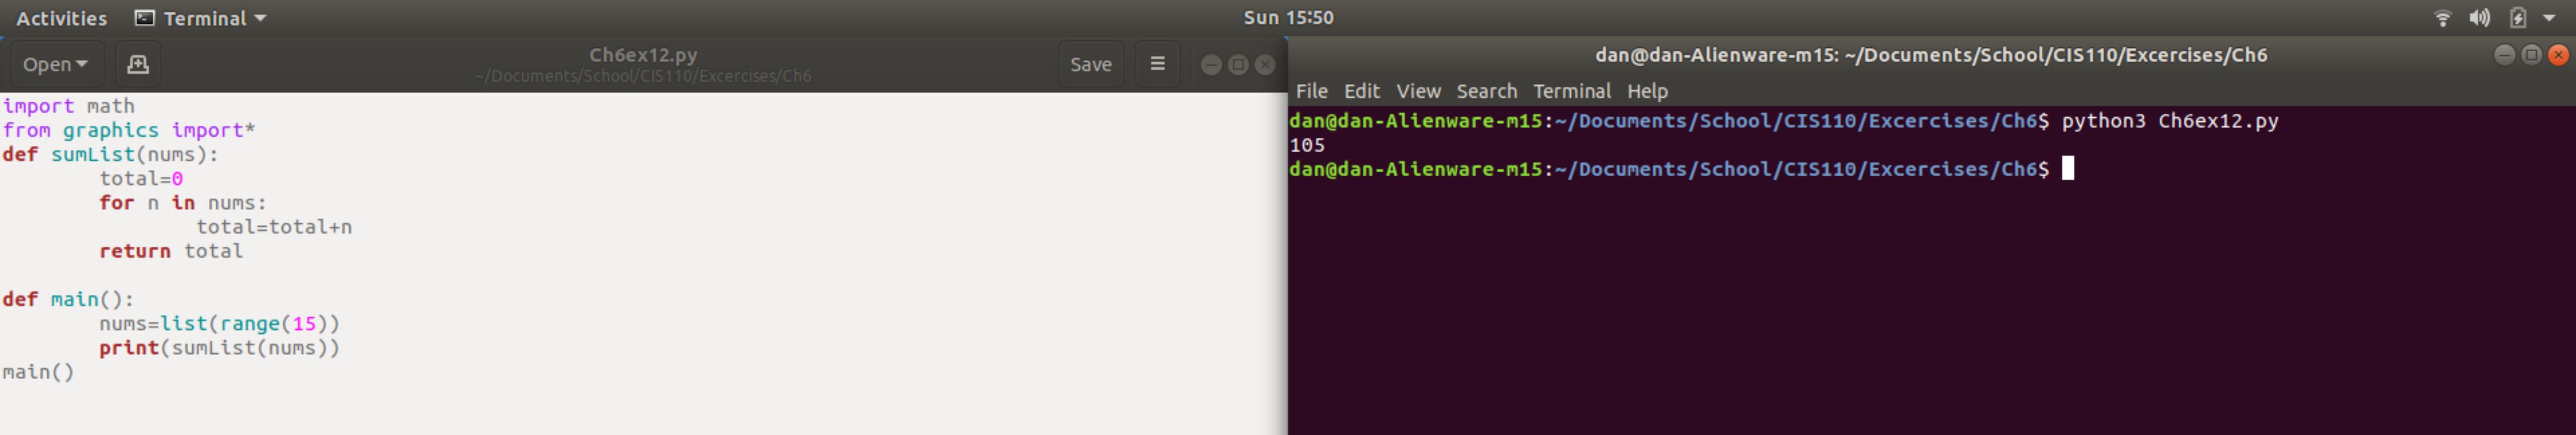 Activities Terminal Sun 15:50
Open Ch6ex12.py Save
~/Documents/School/CIS110/Excercises/Ch6
import math
from graphics import*
def sumList(nums):
        total=0
        for n in nums:
                total=total+n
        return total

def main():
        nums=list(range(15))
        print(sumList(nums))
main()
dan@dan-Alienware-m15: ~/Documents/School/CIS110/Excercises/Ch6
File Edit View Search Terminal Help
dan@dan-Alienware-m15:~/Documents/School/CIS110/Excercises/Ch6$ python3 Ch6ex12.py
105
dan@dan-Alienware-m15:~/Documents/School/CIS110/Excercises/Ch6$